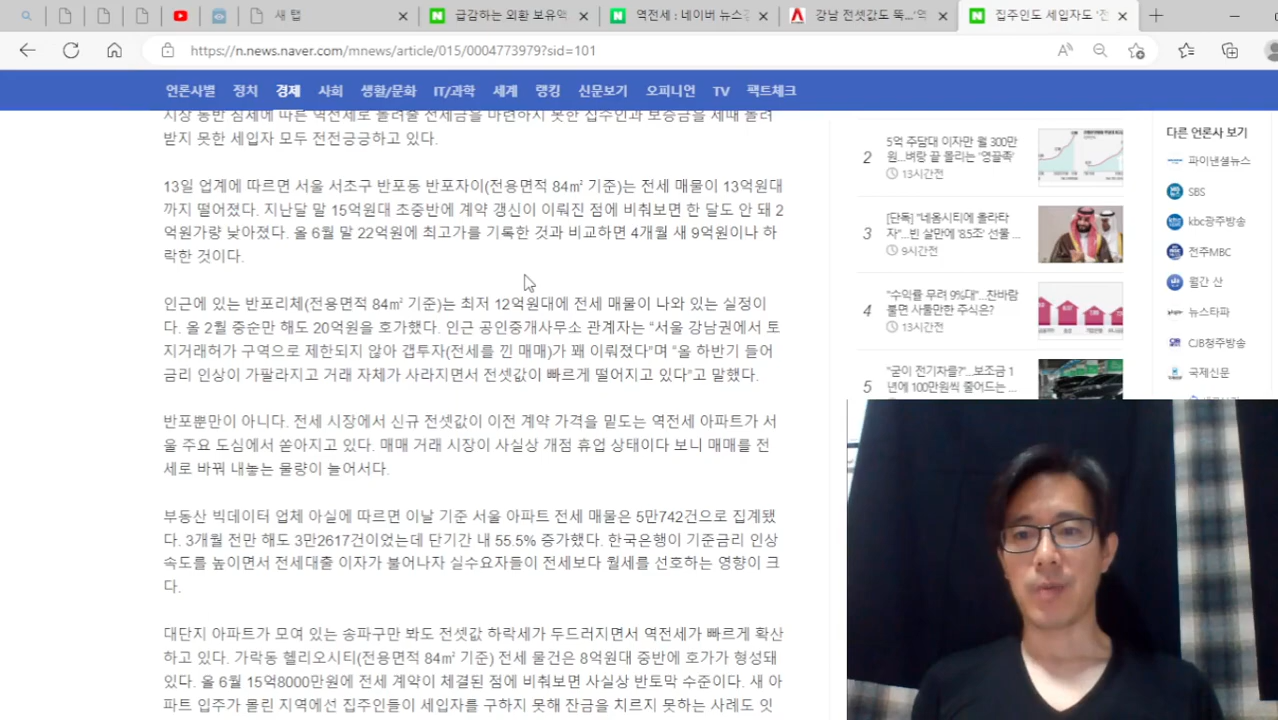 새 탭
급감하는 외환 보유액
역전세 : 네이버 뉴스
강남 전셋값도 뚝...'역
집주인도 세입자도 '전
https://n.news.naver.com/mnews/article/015/0004773979?sid=101
언론사별 정치 경제 사회 생활/문화 IT/과학 세계 랭킹 신문보기 오피니언 TV 팩트체크
시장 동반 침체에 따른 역전세로 돌려줄 전세금을 마련하지 못한 집주인과 보증금을 제때 돌려
받지 못한 세입자 모두 전전긍긍하고 있다.
13일 업계에 따르면 서울 서초구 반포동 반포자이(전용면적 84㎡ 기준)는 전세 매물이 13억원대
까지 떨어졌다. 지난달 말 15억원대 초중반에 계약 갱신이 이뤄진 점에 비춰보면 한 달도 안 돼 2
억원가량 낮아졌다. 올 6월 말 22억원에 최고가를 기록한 것과 비교하면 4개월 새 9억원이나 하
락한 것이다.
인근에 있는 반포리체(전용면적 84㎡ 기준)는 최저 12억원대에 전세 매물이 나와 있는 실정이
다. 올 2월 중순만 해도 20억원을 호가했다. 인근 공인중개사무소 관계자는 “서울 강남권에서 토
지거래허가 구역으로 제한되지 않아 갭투자(전세를 낀 매매)가 꽤 이뤄졌다”며 “올 하반기 들어
금리 인상이 가팔라지고 거래 자체가 사라지면서 전셋값이 빠르게 떨어지고 있다”고 말했다.
반포뿐만이 아니다. 전세 시장에서 신규 전셋값이 이전 계약 가격을 밑도는 역전세 아파트가 서
울 주요 도심에서 쏟아지고 있다. 매매 거래 시장이 사실상 개점 휴업 상태이다 보니 매매를 전
세로 바꿔 내놓는 물량이 늘어서다.
부동산 빅데이터 업체 아실에 따르면 이날 기준 서울 아파트 전세 매물은 5만742건으로 집계됐
다. 3개월 전만 해도 3만2617건이었는데 단기간 내 55.5% 증가했다. 한국은행이 기준금리 인상
속도를 높이면서 전세대출 이자가 불어나자 실수요자들이 전세보다 월세를 선호하는 영향이 크
다.
대단지 아파트가 모여 있는 송파구만 봐도 전셋값 하락세가 두드러지면서 역전세가 빠르게 확산
하고 있다. 가락동 헬리오시티(전용면적 84㎡ 기준) 전세 물건은 8억원대 중반에 호가가 형성돼
있다. 올 6월 15억8000만원에 전세 계약이 체결된 점에 비춰보면 사실상 반토막 수준이다. 새 아
파트 입주가 몰린 지역에선 집주인들이 세입자를 구하지 못해 잔금을 치르지 못하는 사례도 잇
2
5억 주담대 이자만 월 300만
원...벼랑 끝 몰리는 '영끌족'
13시간전
3
[단독] "네옴시티에 올라타
자"...빈 살만에 '8.5조' 선물 ...
9시간전
4
"수익률 무려 9%대"...찬바람
불면 사둘만한 주식은?
13시간전
5
"굳이 전기차를?"...보조금 1
년에 100만원씩 줄어드는 ...
다른 언론사 보기
파이낸셜뉴스
SBS
kbc광주방송
전주MBC
월간 산
뉴스타파
CJB청주방송
국제신문